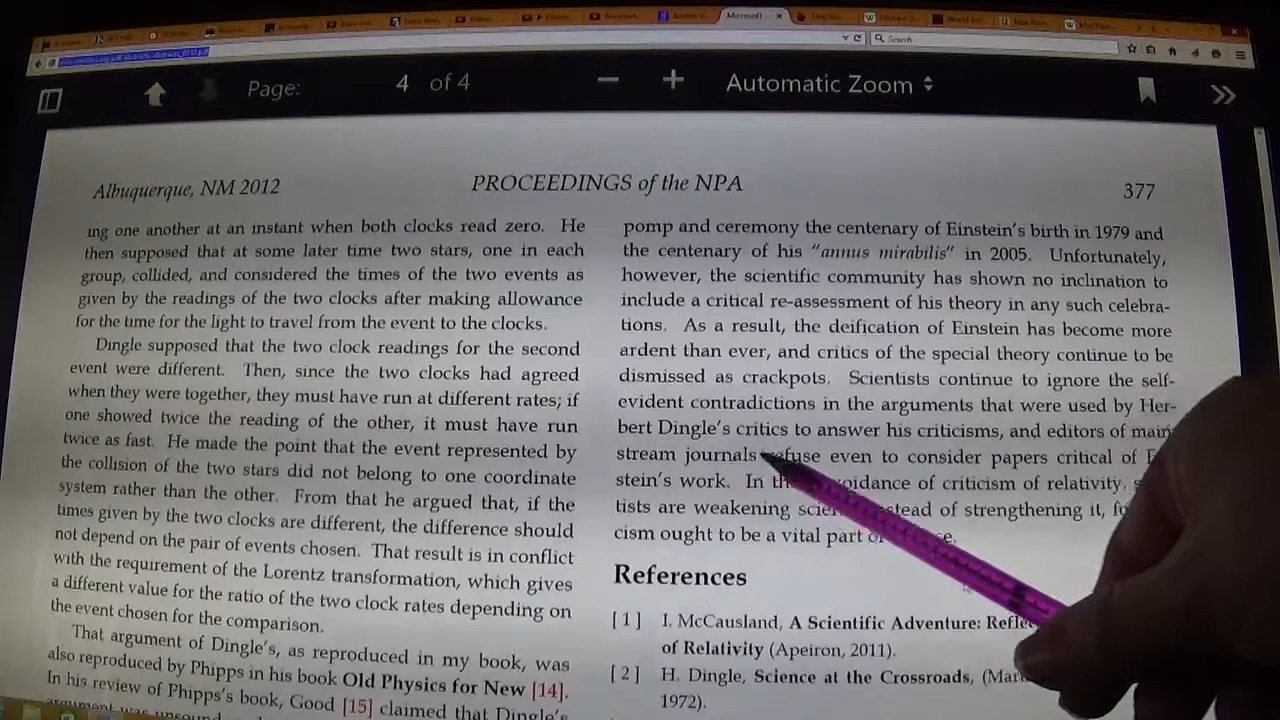 Search
Page: 4 of 4
Automatic Zoom
Albuquerque, NM 2012
PROCEEDINGS of the NPA
377
ing one another at an instant when both clocks read zero. He
then supposed that at some later time two stars, one in each
group, collided, and considered the times of the two events as
given by the readings of the two clocks after making allowance
for the time for the light to travel from the event to the clocks.
Dingle supposed that the two clock readings for the second
event were different. Then, since the two clocks had agreed
when they were together, they must have run at different rates; if
one showed twice the reading of the other, it must have run
twice as fast. He made the point that the event represented by
the collision of the two stars did not belong to one coordinate
system rather than the other. From that he argued that, if the
times given by the two clocks are different, the difference should
not depend on the pair of events chosen. That result is in conflict
with the requirement of the Lorentz transformation, which gives
a different value for the ratio of the two clock rates depending on
the event chosen for the comparison.
That argument of Dingle's, as reproduced in my book, was
also reproduced by Phipps in his book Old Physics for New [14].
In his review of Phipps's book, Good [15] claimed that Dingle's
argument was
pomp and ceremony the centenary of Einstein's birth in 1979 and
the centenary of his "annus mirabilis" in 2005. Unfortunately,
however, the scientific community has shown no inclination to
include a critical re-assessment of his theory in any such celebra-
tions. As a result, the deification of Einstein has become more
ardent than ever, and critics of the special theory continue to be
dismissed as crackpots. Scientists continue to ignore the self-
evident contradictions in the arguments that were used by Her-
bert Dingle's critics to answer his criticisms, and editors of main
stream journals refuse even to consider papers critical of
stein's work. In of criticism of relativity,
tists are weakening instead of strengthening it,
cism ought to be a vital part
References
[1] I. McCausland, A Scientific Adventure:
of Relativity (Apeiron, 2011).
[2] H. Dingle, Science at the Crossroads,
1972).